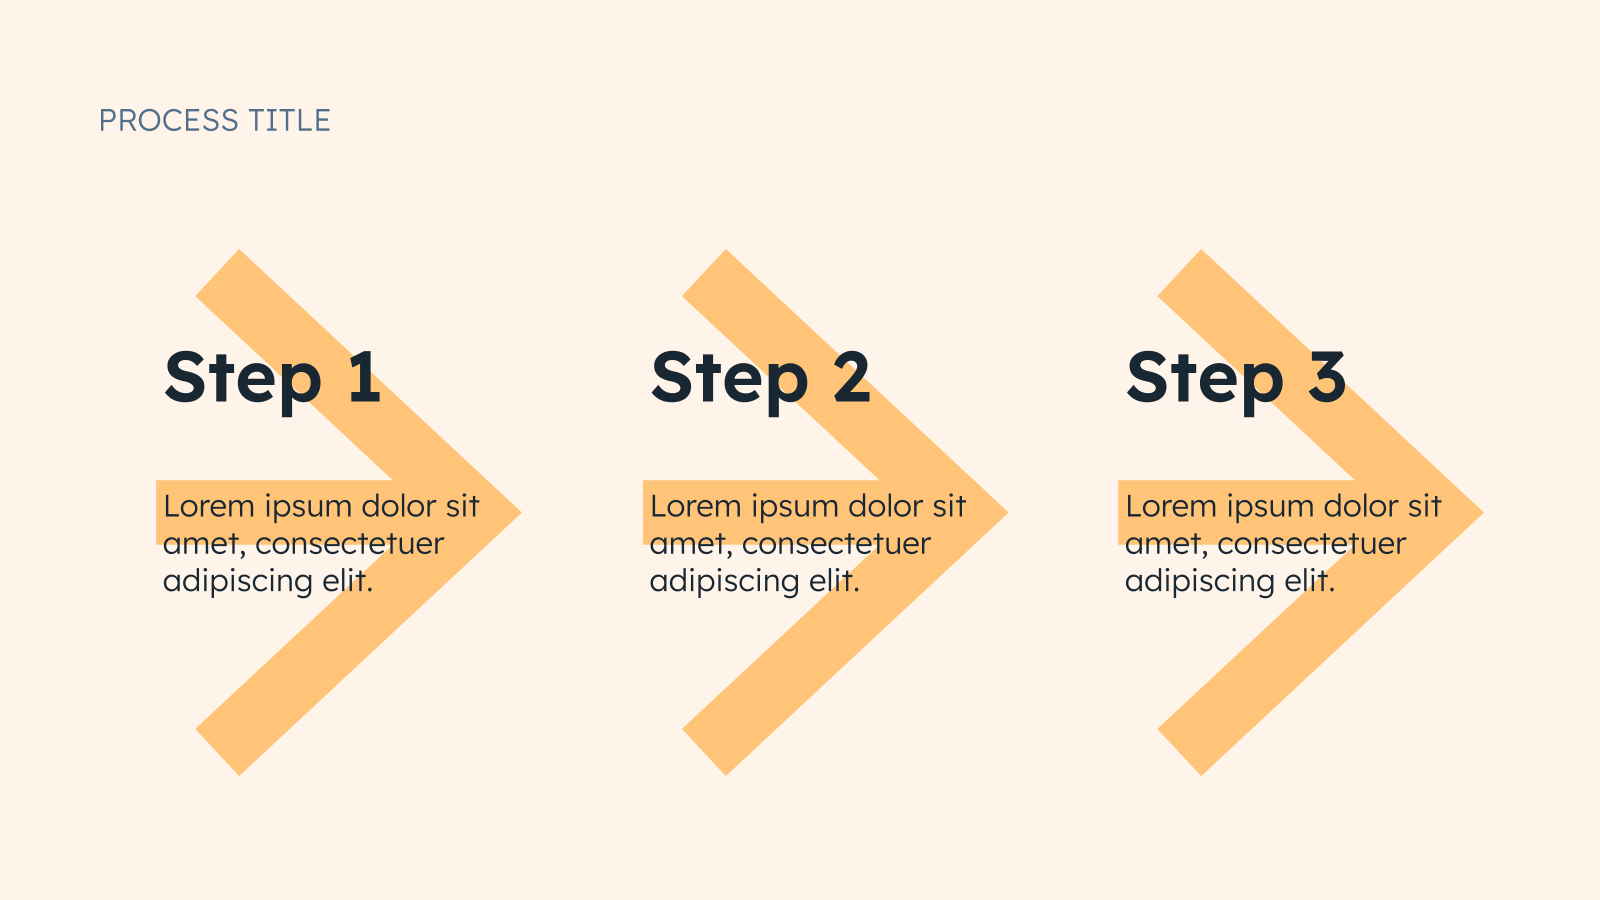 PROCESS TITLE
Step 1
Lorem ipsum dolor sit
amet, consectetuer
adipiscing elit.
Step 2
Lorem ipsum dolor sit
amet, consectetuer
adipiscing elit.
Step 3
Lorem ipsum dolor sit
amet, consectetuer
adipiscing elit.